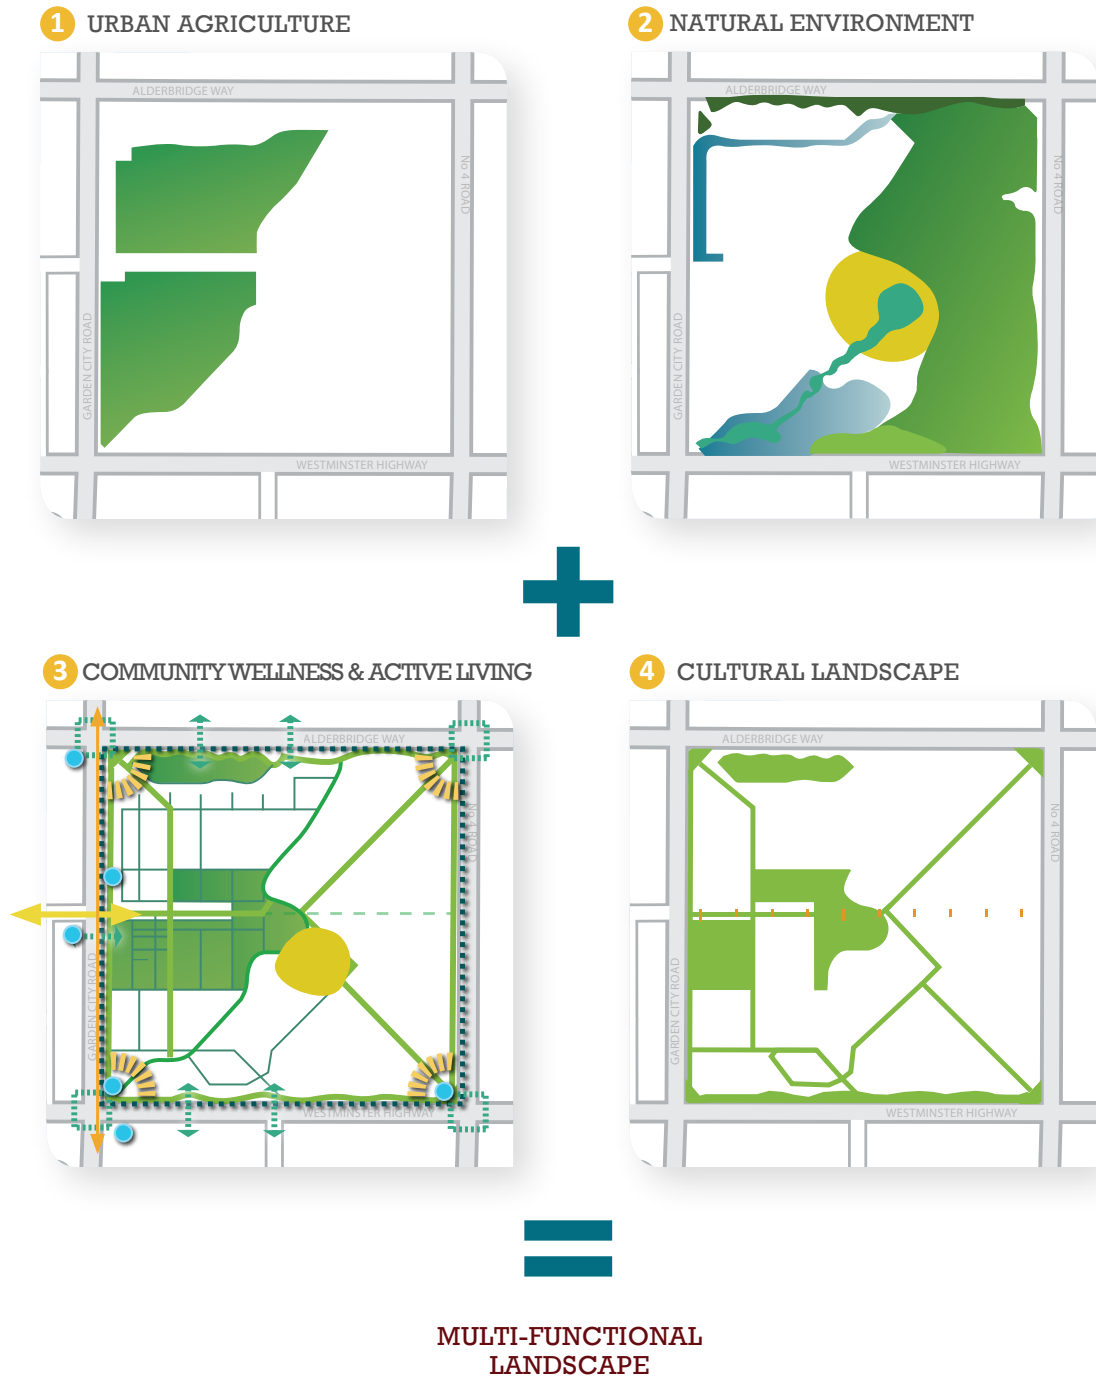 1 URBAN AGRICULTURE
2 NATURAL ENVIRONMENT
ALDERBRIDGE WAY
No 4 ROAD
GARDEN CITY ROAD
WESTMINSTER HIGHWAY
ALDERBRIDGE WAY
No 4 ROAD
GARDEN CITY ROAD
WESTMINSTER HIGHWAY
3 COMMUNITY WELLNESS & ACTIVE LIVING
4 CULTURAL LANDSCAPE
ALDERBRIDGE WAY
No 4 ROAD
GARDEN CITY ROAD
WESTMINSTER HIGHWAY
ALDERBRIDGE WAY
No 4 ROAD
GARDEN CITY ROAD
WESTMINSTER HIGHWAY
MULTI-FUNCTIONAL
LANDSCAPE